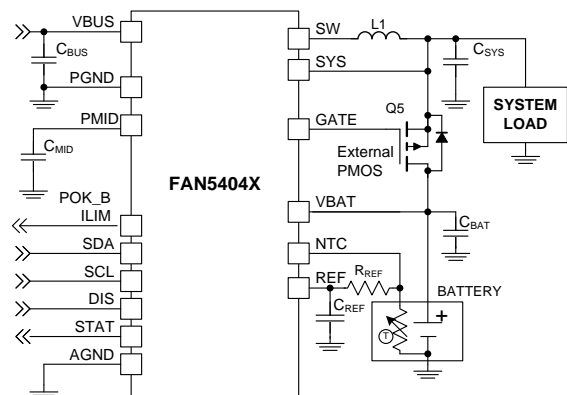 VBUS
CBUS
PGND
PMID
CMID
POK_B
ILIM
SDA
SCL
DIS
STAT
AGND
FAN5404X
SW
L1
SYS
CSYS
SYSTEM
LOAD
Q5
GATE
External
PMOS
VBAT
CBAT
NTC
RREF
REF
CREF
BATTERY
+
T